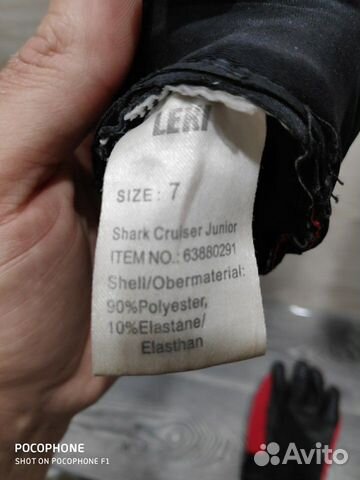 LEKI
SIZE: 7
Shark Cruiser Junior
ITEM NO.: 63880291
Shell/Obermaterial:
90%Polyester,
10%Elastane/
Elasthan
POCOPHONE
SHOT ON POCOPHONE F1
Avito